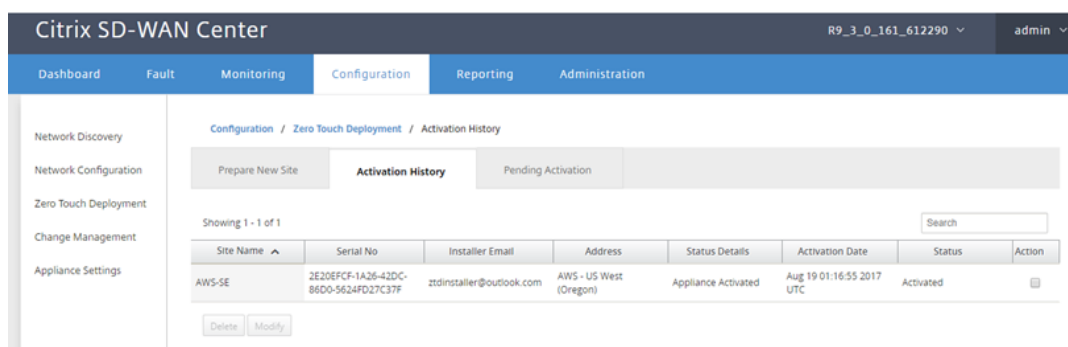 Citrix SD-WAN Center
R9_3_0_161_612290
admin
Dashboard
Fault
Monitoring
Configuration
Reporting
Administration
Network Discovery
Network Configuration
Zero Touch Deployment
Change Management
Appliance Settings
Configuration / Zero Touch Deployment / Activation History
Prepare New Site
Activation History
Pending Activation
Showing 1 - 1 of 1
Search
Site Name
Serial No
Installer Email
Address
Status Details
Activation Date
Status
Action
AWS-SE
2E20EFCF-1A26-42DC-
86D0-5624FD27C37F
ztdinstaller@outlook.com
AWS - US West
(Oregon)
Appliance Activated
Aug 19 01:16:55 2017
UTC
Activated
Delete
Modify